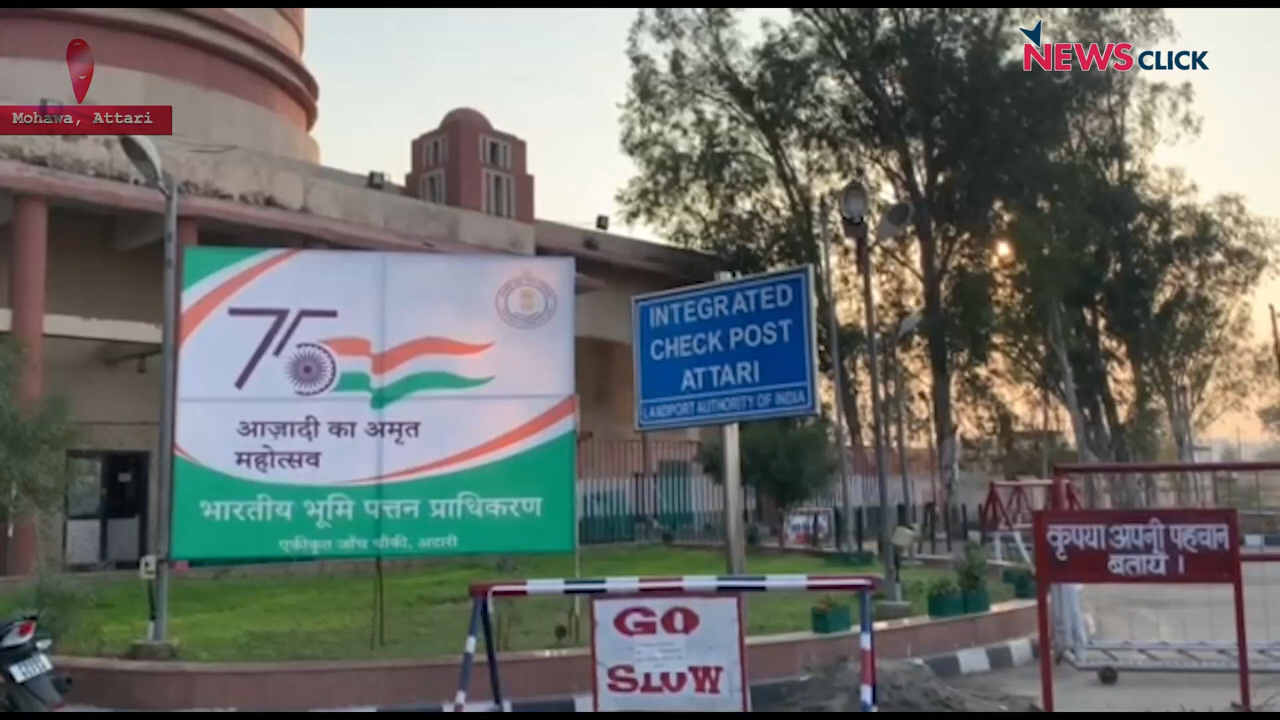 NEWSCLICK
Mohawa, Attari
75
आज़ादी का अमृत
महोत्सव
भारतीय भूमि पत्तन प्राधिकरण
एकीकृत जाँच चौकी, अटारी
INTEGRATED
CHECK POST
ATTARI
LANDPORT AUTHORITY OF INDIA
कृपया अपनी पहचान
बतायें ।
GO
SLOW